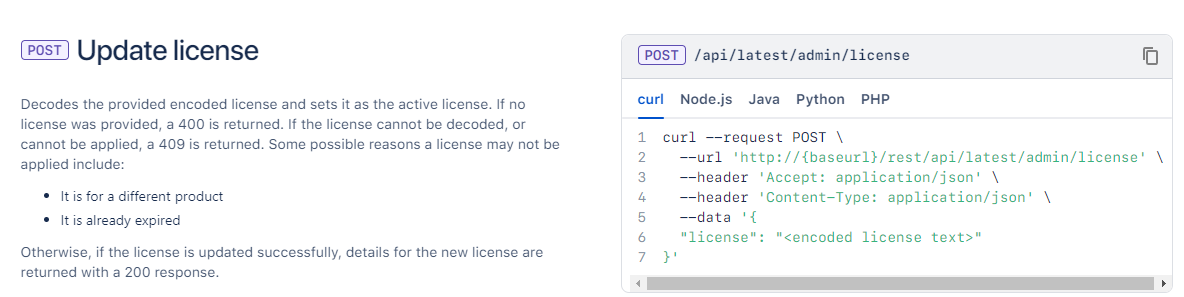 POST Update license
Decodes the provided encoded license and sets it as the active license. If no
license was provided, a 400 is returned. If the license cannot be decoded, or
cannot be applied, a 409 is returned. Some possible reasons a license may not be
applied include:
• It is for a different product
• It is already expired
Otherwise, if the license is updated successfully, details for the new license are
returned with a 200 response.
POST /api/latest/admin/license
curl Node.js Java Python PHP
1 curl --request POST \
2 --url 'http://{baseurl}/rest/api/latest/admin/license' \
3 --header 'Accept: application/json' \
4 --header 'Content-Type: application/json' \
5 --data '{
6 "license": "<encoded license text>"
7 }'